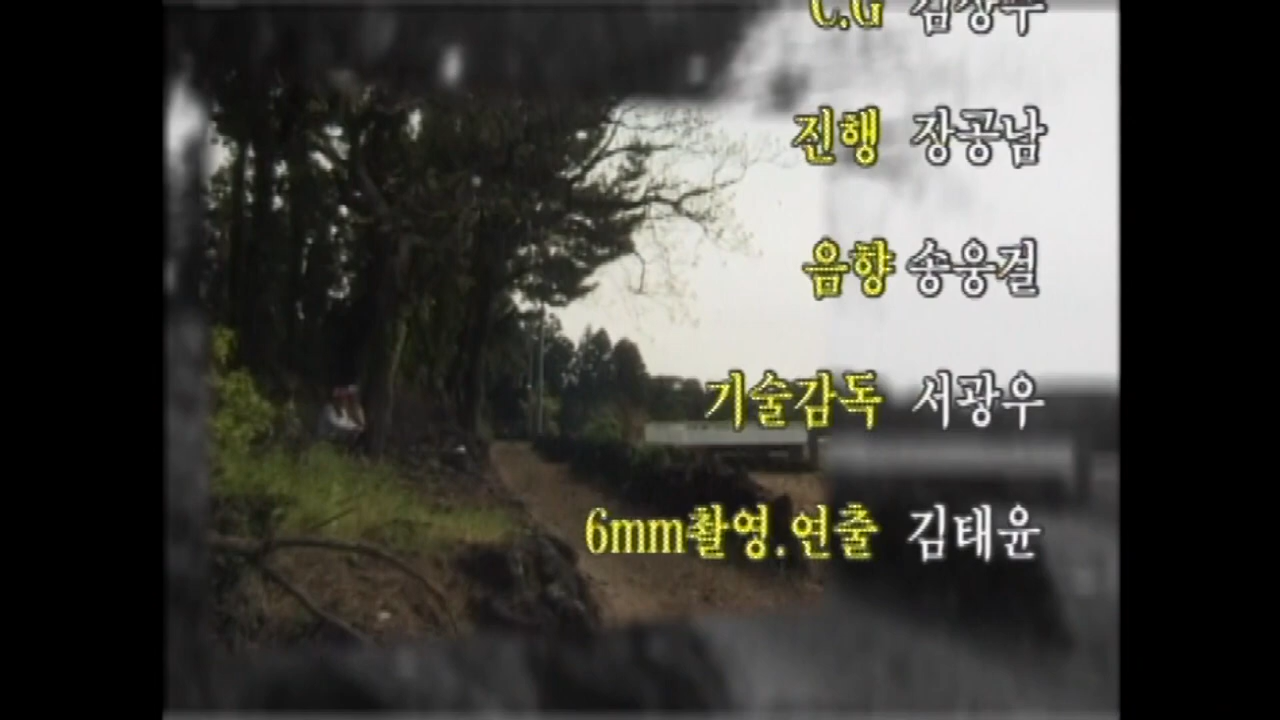 C.G
진행 장공남
음향 송웅걸
기술감독 서광우
6mm촬영.연출 김태윤